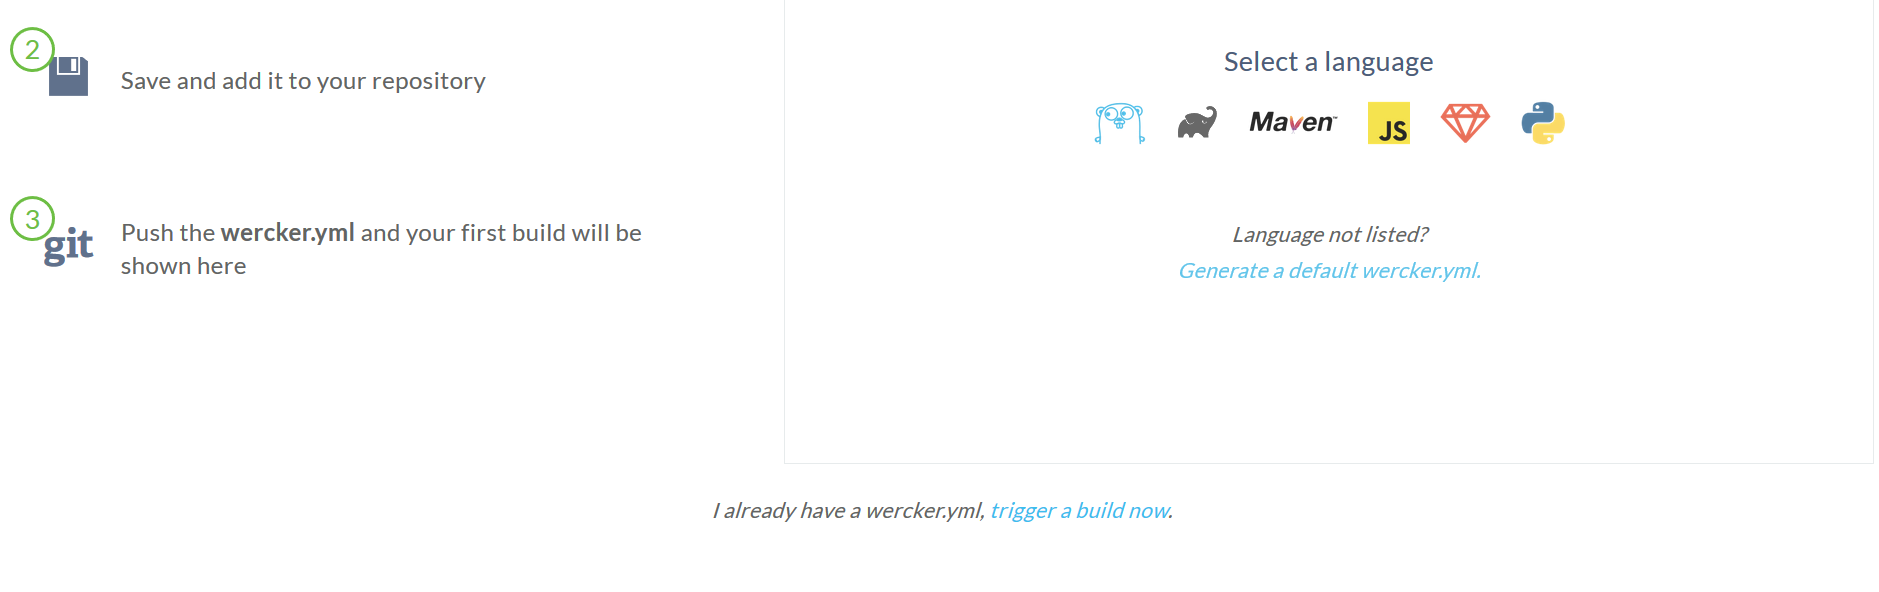 2
Save and add it to your repository
3
git
Push the wercker.yml and your first build will be
shown here
Select a language
Maven™
JS
Language not listed?
Generate a default wercker.yml.
I already have a wercker.yml, trigger a build now.